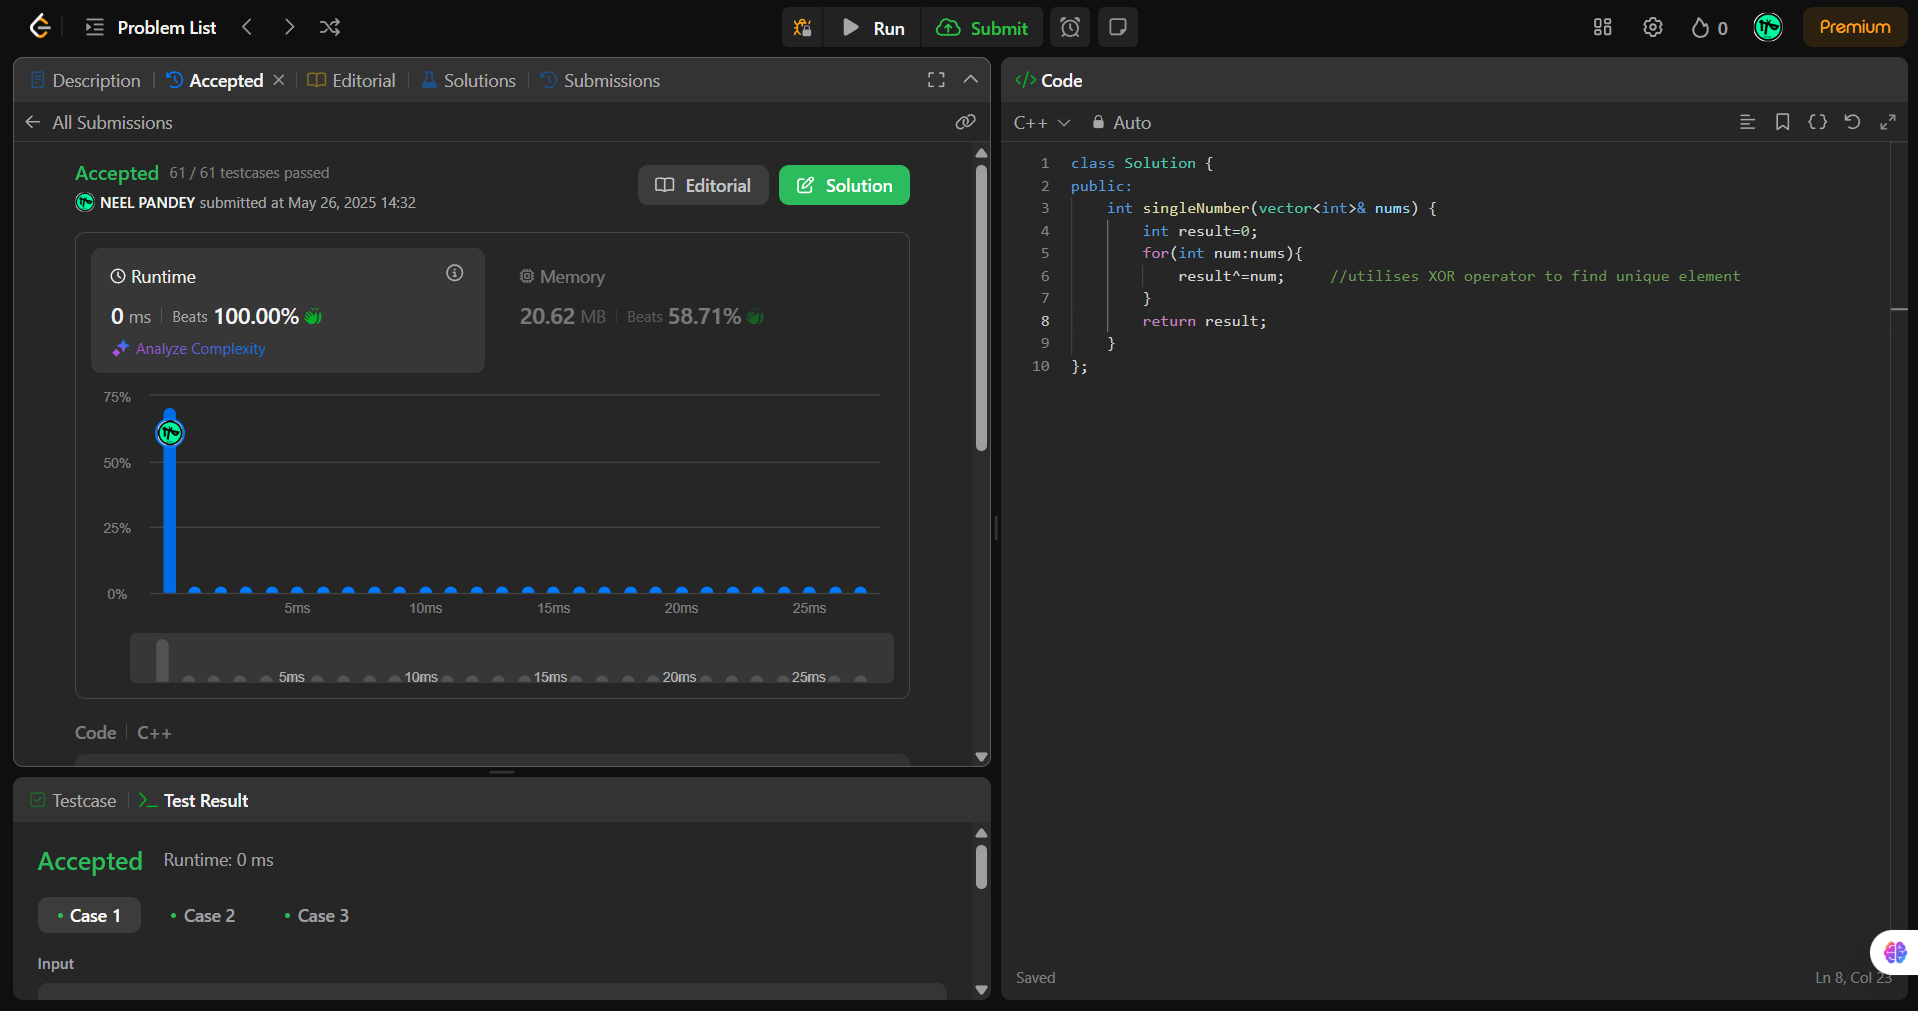 Problem List
Run
Submit
0
Premium
Description
Accepted
Editorial
Solutions
Submissions
All Submissions
Accepted 61 / 61 testcases passed
NEEL PANDEY submitted at May 26, 2025 14:32
Editorial
Solution
Runtime
0 ms Beats 100.00%
Analyze Complexity
Memory
20.62 MB Beats 58.71%
75%
50%
25%
0%
5ms 10ms 15ms 20ms 25ms
5ms 10ms 15ms 20ms 25ms
Code C++
Testcase
>_ Test Result
Accepted Runtime: 0 ms
Case 1 Case 2 Case 3
Input
</> Code
C++ Auto
1 class Solution {
2 public:
3 int singleNumber(vector<int>& nums) {
4 int result=0;
5 for(int num:nums){
6 result^=num; //utilises XOR operator to find unique element
7 }
8 return result;
9 }
10 };
Saved
Ln 8, Col 23